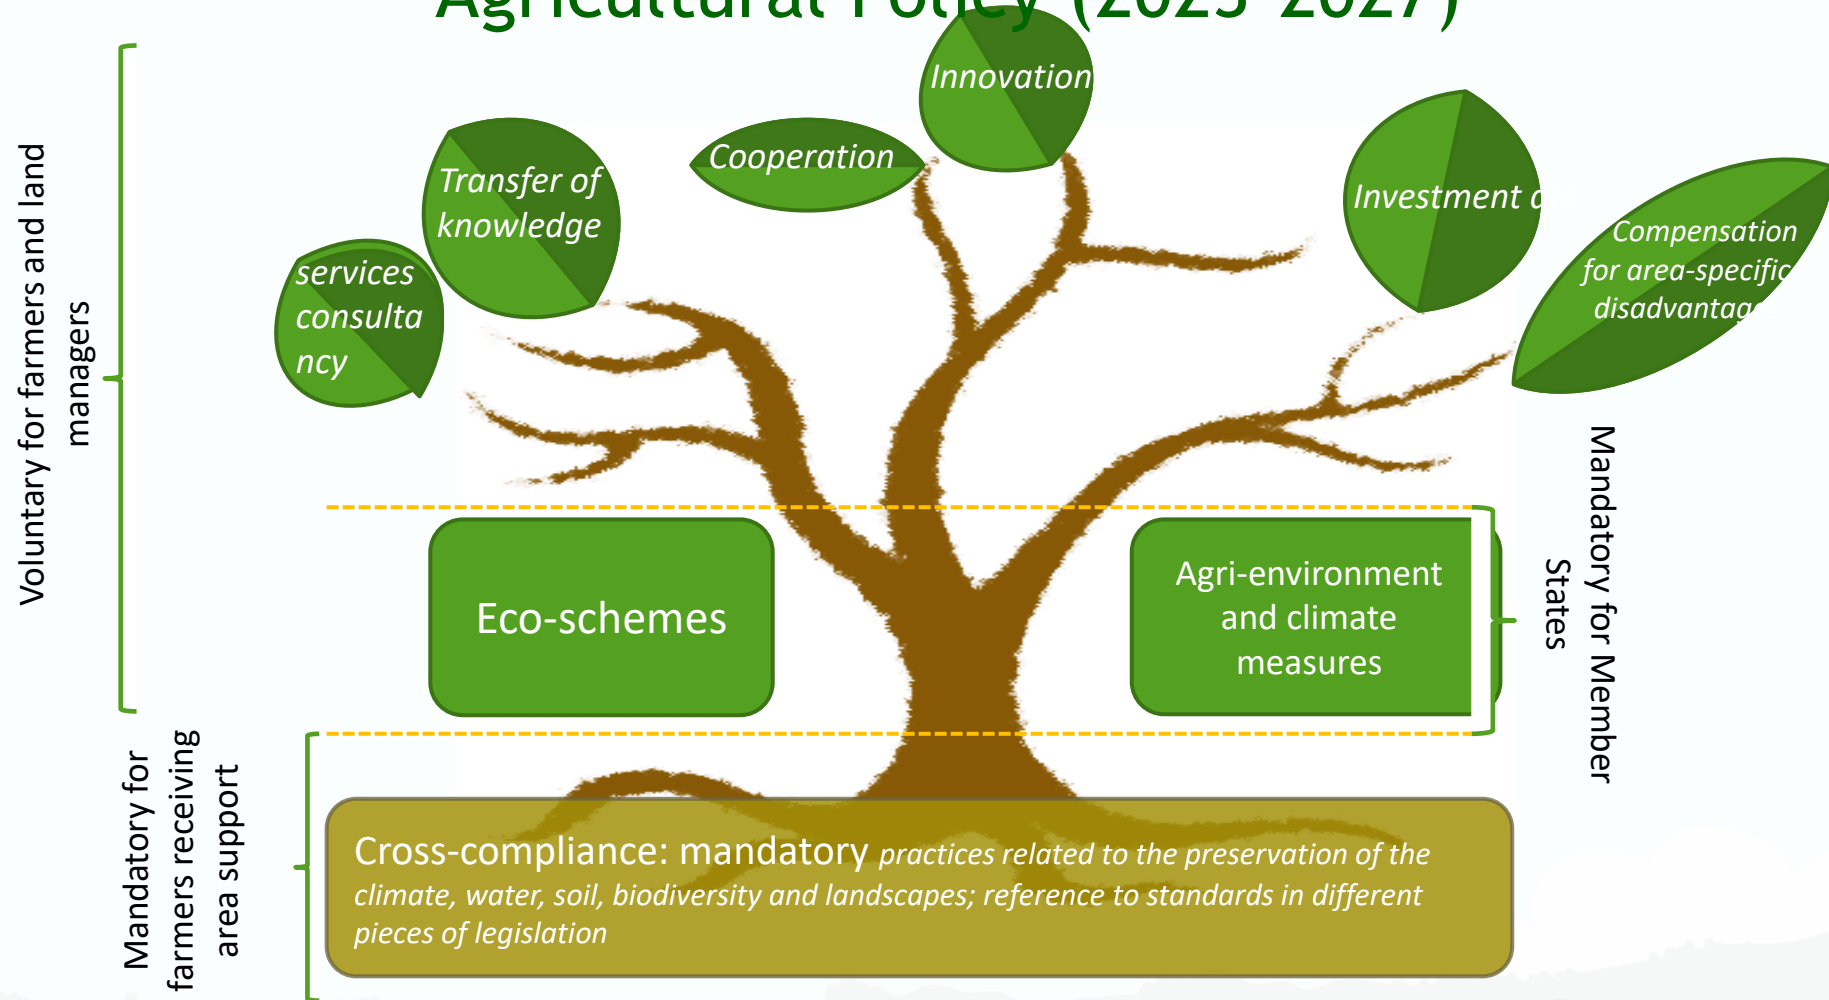 Agricultural Policy (2023-2027)
Innovation
Cooperation
Transfer of
knowledge
services
consulta
ncy
Investment
Compensation
for area-specific
Voluntary for farmers and land
managers
Mandatory for Member
States
Eco-schemes
Agri-environment
and climate
measures
Mandatory for
farmers receiving
area support
Cross-compliance: mandatory practices related to the preservation of the
climate, water, soil, biodiversity and landscapes; reference to standards in different
pieces of legislation